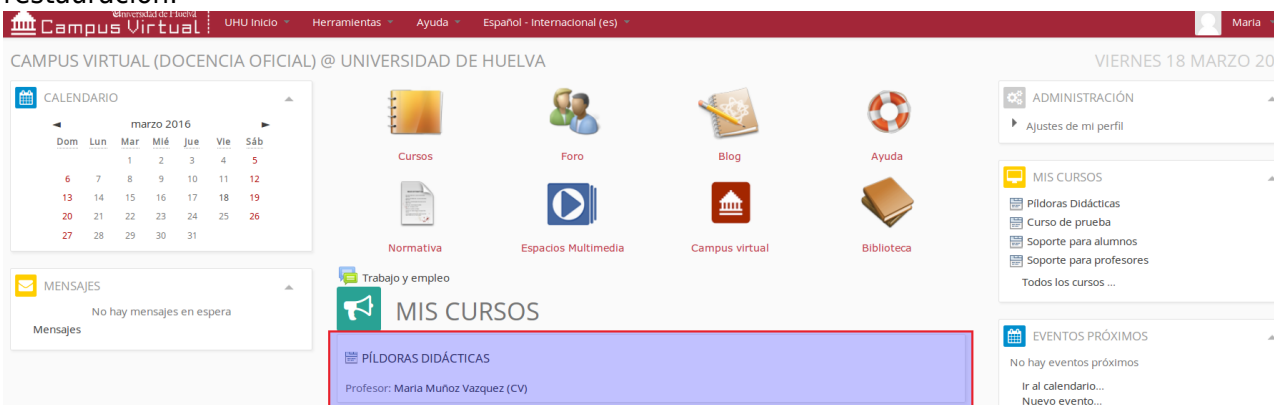 restauración.
Universidad de Huelva
Campus Virtual
UHU Inicio
Herramientas
Ayuda
Español - Internacional (es)
Maria
CAMPUS VIRTUAL (DOCENCIA OFICIAL) @ UNIVERSIDAD DE HUELVA
VIERNES 18 MARZO 20
CALENDARIO
marzo 2016
Dom Lun Mar Mié Jue Vie Sáb
1 2 3 4 5
6 7 8 9 10 11 12
13 14 15 16 17 18 19
20 21 22 23 24 25 26
27 28 29 30 31
MENSAJES
No hay mensajes en espera
Mensajes
Cursos
Foro
Blog
Ayuda
Normativa
Espacios Multimedia
Campus virtual
Biblioteca
Trabajo y empleo
MIS CURSOS
PÍLDORAS DIDÁCTICAS
Profesor: Maria Muñoz Vazquez (CV)
ADMINISTRACIÓN
Ajustes de mi perfil
MIS CURSOS
Píldoras Didácticas
Curso de prueba
Soporte para alumnos
Soporte para profesores
Todos los cursos ...
EVENTOS PRÓXIMOS
No hay eventos próximos
Ir al calendario...
Nuevo evento...